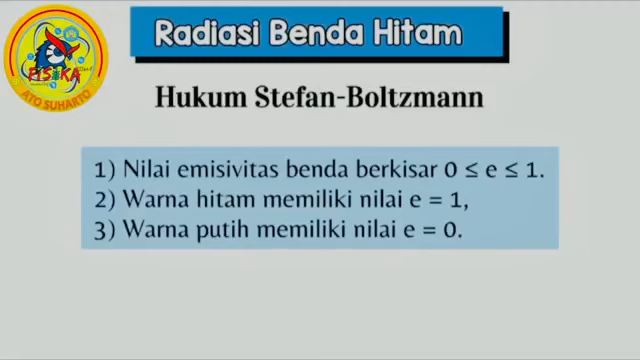 Radiasi Benda Hitam
FISIKA
ATO SUHARTO
Hukum Stefan-Boltzmann
1) Nilai emisivitas benda berkisar 0 ≤ e ≤ 1.
2) Warna hitam memiliki nilai e = 1,
3) Warna putih memiliki nilai e = 0.